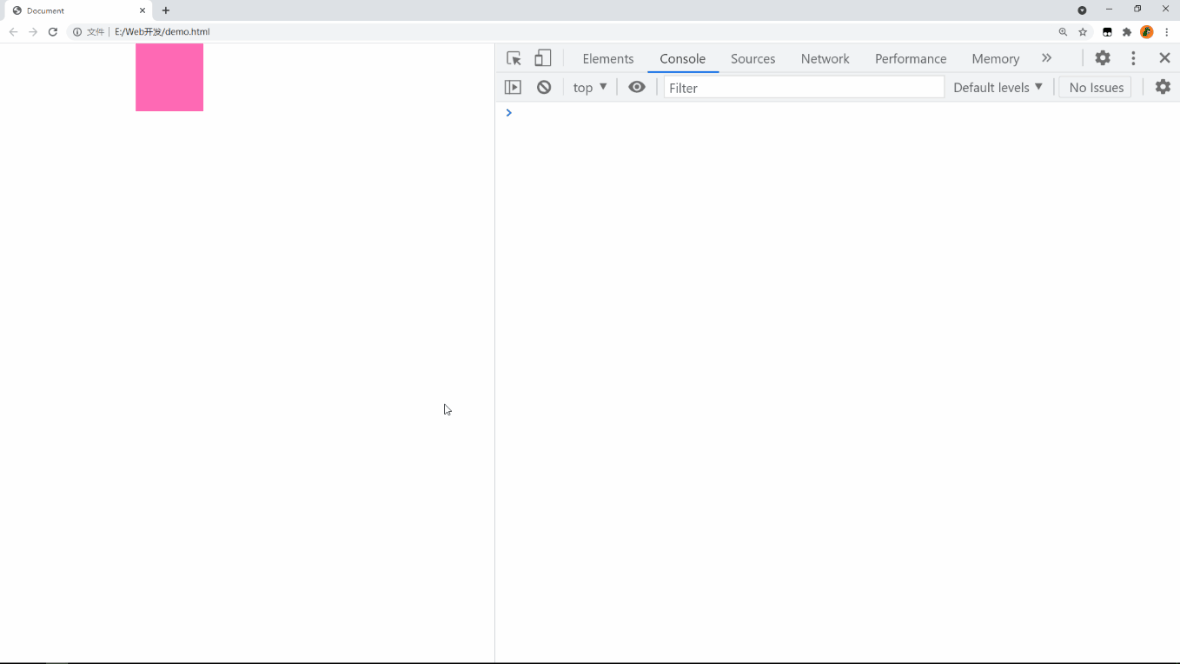 Document
文件 E:/Web开发/demo.html
Elements Console Sources Network Performance Memory
top Filter Default levels No Issues